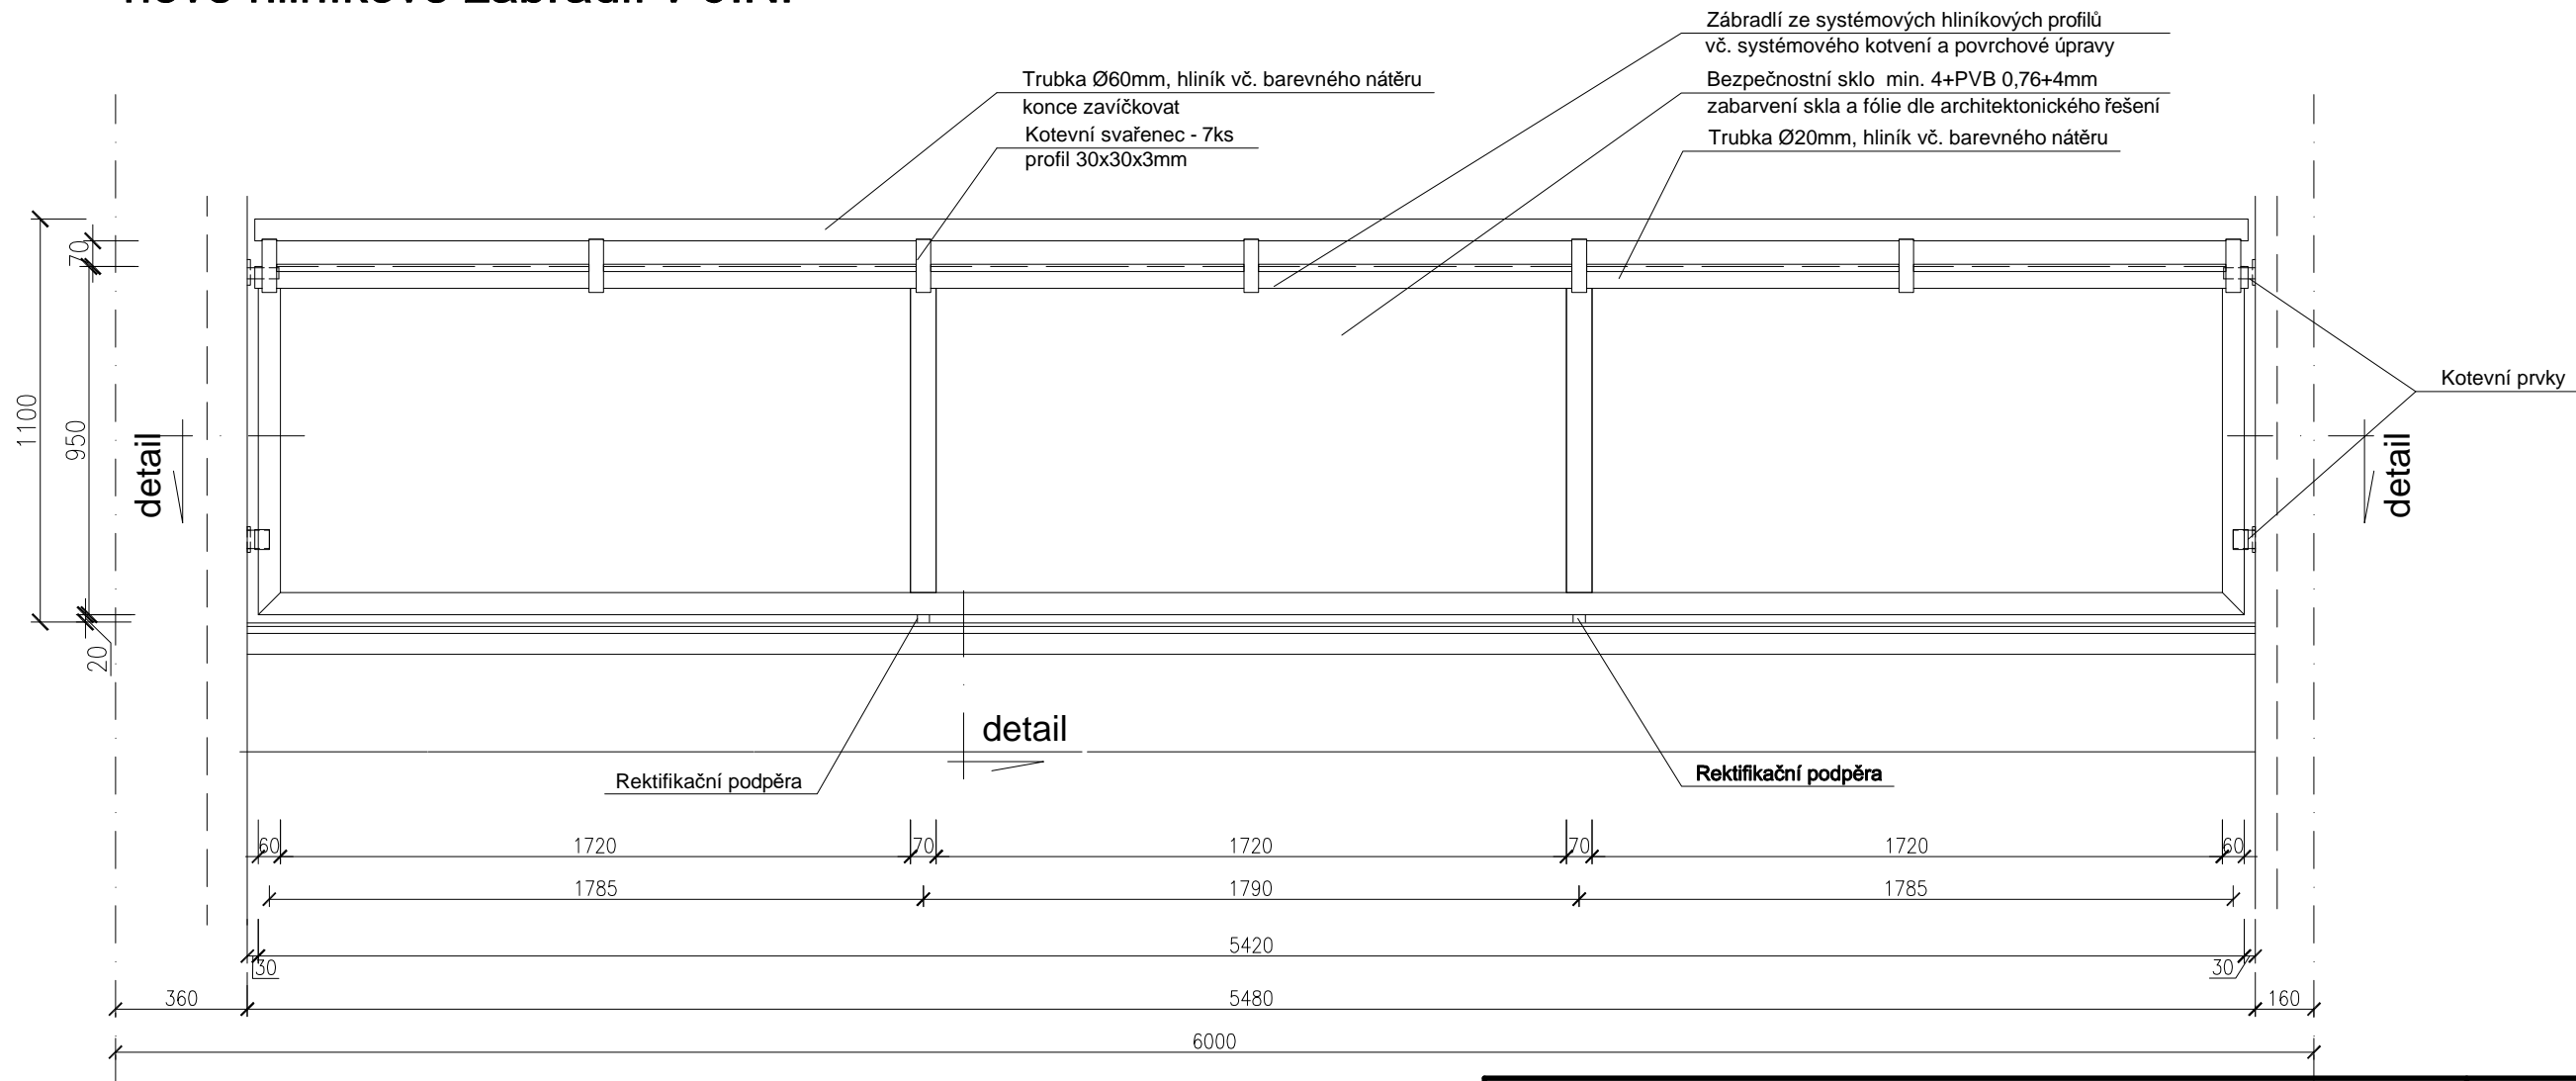 Zábradlí ze systémových hliníkových profilů
vč. systémového kotvení a povrchové úpravy
Trubka Ø60mm, hliník vč. barevného nátěru
konce zavíčkovat
Bezpečnostní sklo min. 4+PVB 0,76+4mm
zabarvení skla a fólie dle architektonického řešení
Kotevní svařenec - 7ks
profil 30x30x3mm
Trubka Ø20mm, hliník vč. barevného nátěru
70
1100
950
20
detail
detail
Kotevní prvky
detail
Rektifikační podpěra
Rektifikační podpěra
60 1720 70 1720 70 1720 60
1785 1790 1785
5420
30 30
360 5480 160
6000